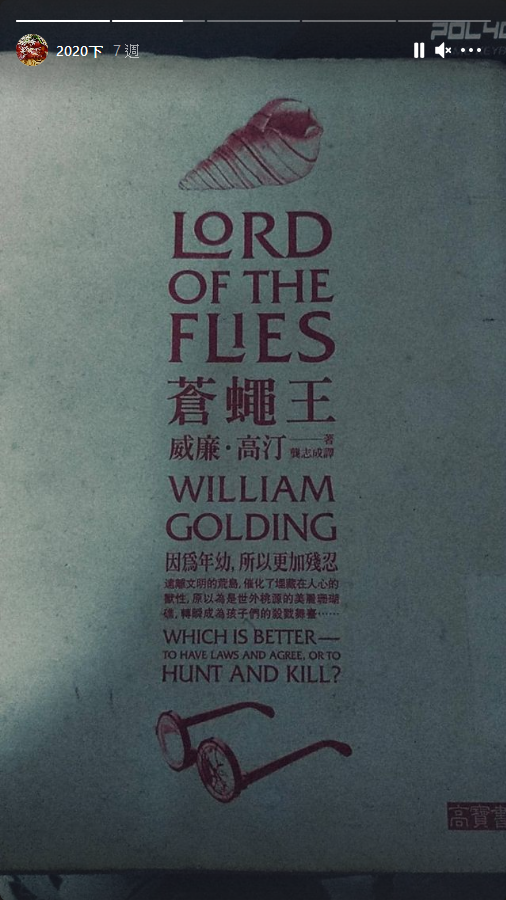 2020下 7 週
LORD
OF THE
FLIES
蒼蠅王
威廉·高汀 ——著
龔志成譯
WILLIAM
GOLDING
因為年幼, 所以更加殘忍
遠離文明的荒島, 催化了埋藏在人心的
獸性, 原以為是世外桃源的美麗珊瑚
礁, 轉瞬成為孩子們的殺戮舞臺……
WHICH IS BETTER—
TO HAVE LAWS AND AGREE, OR TO
HUNT AND KILL?
高寶書